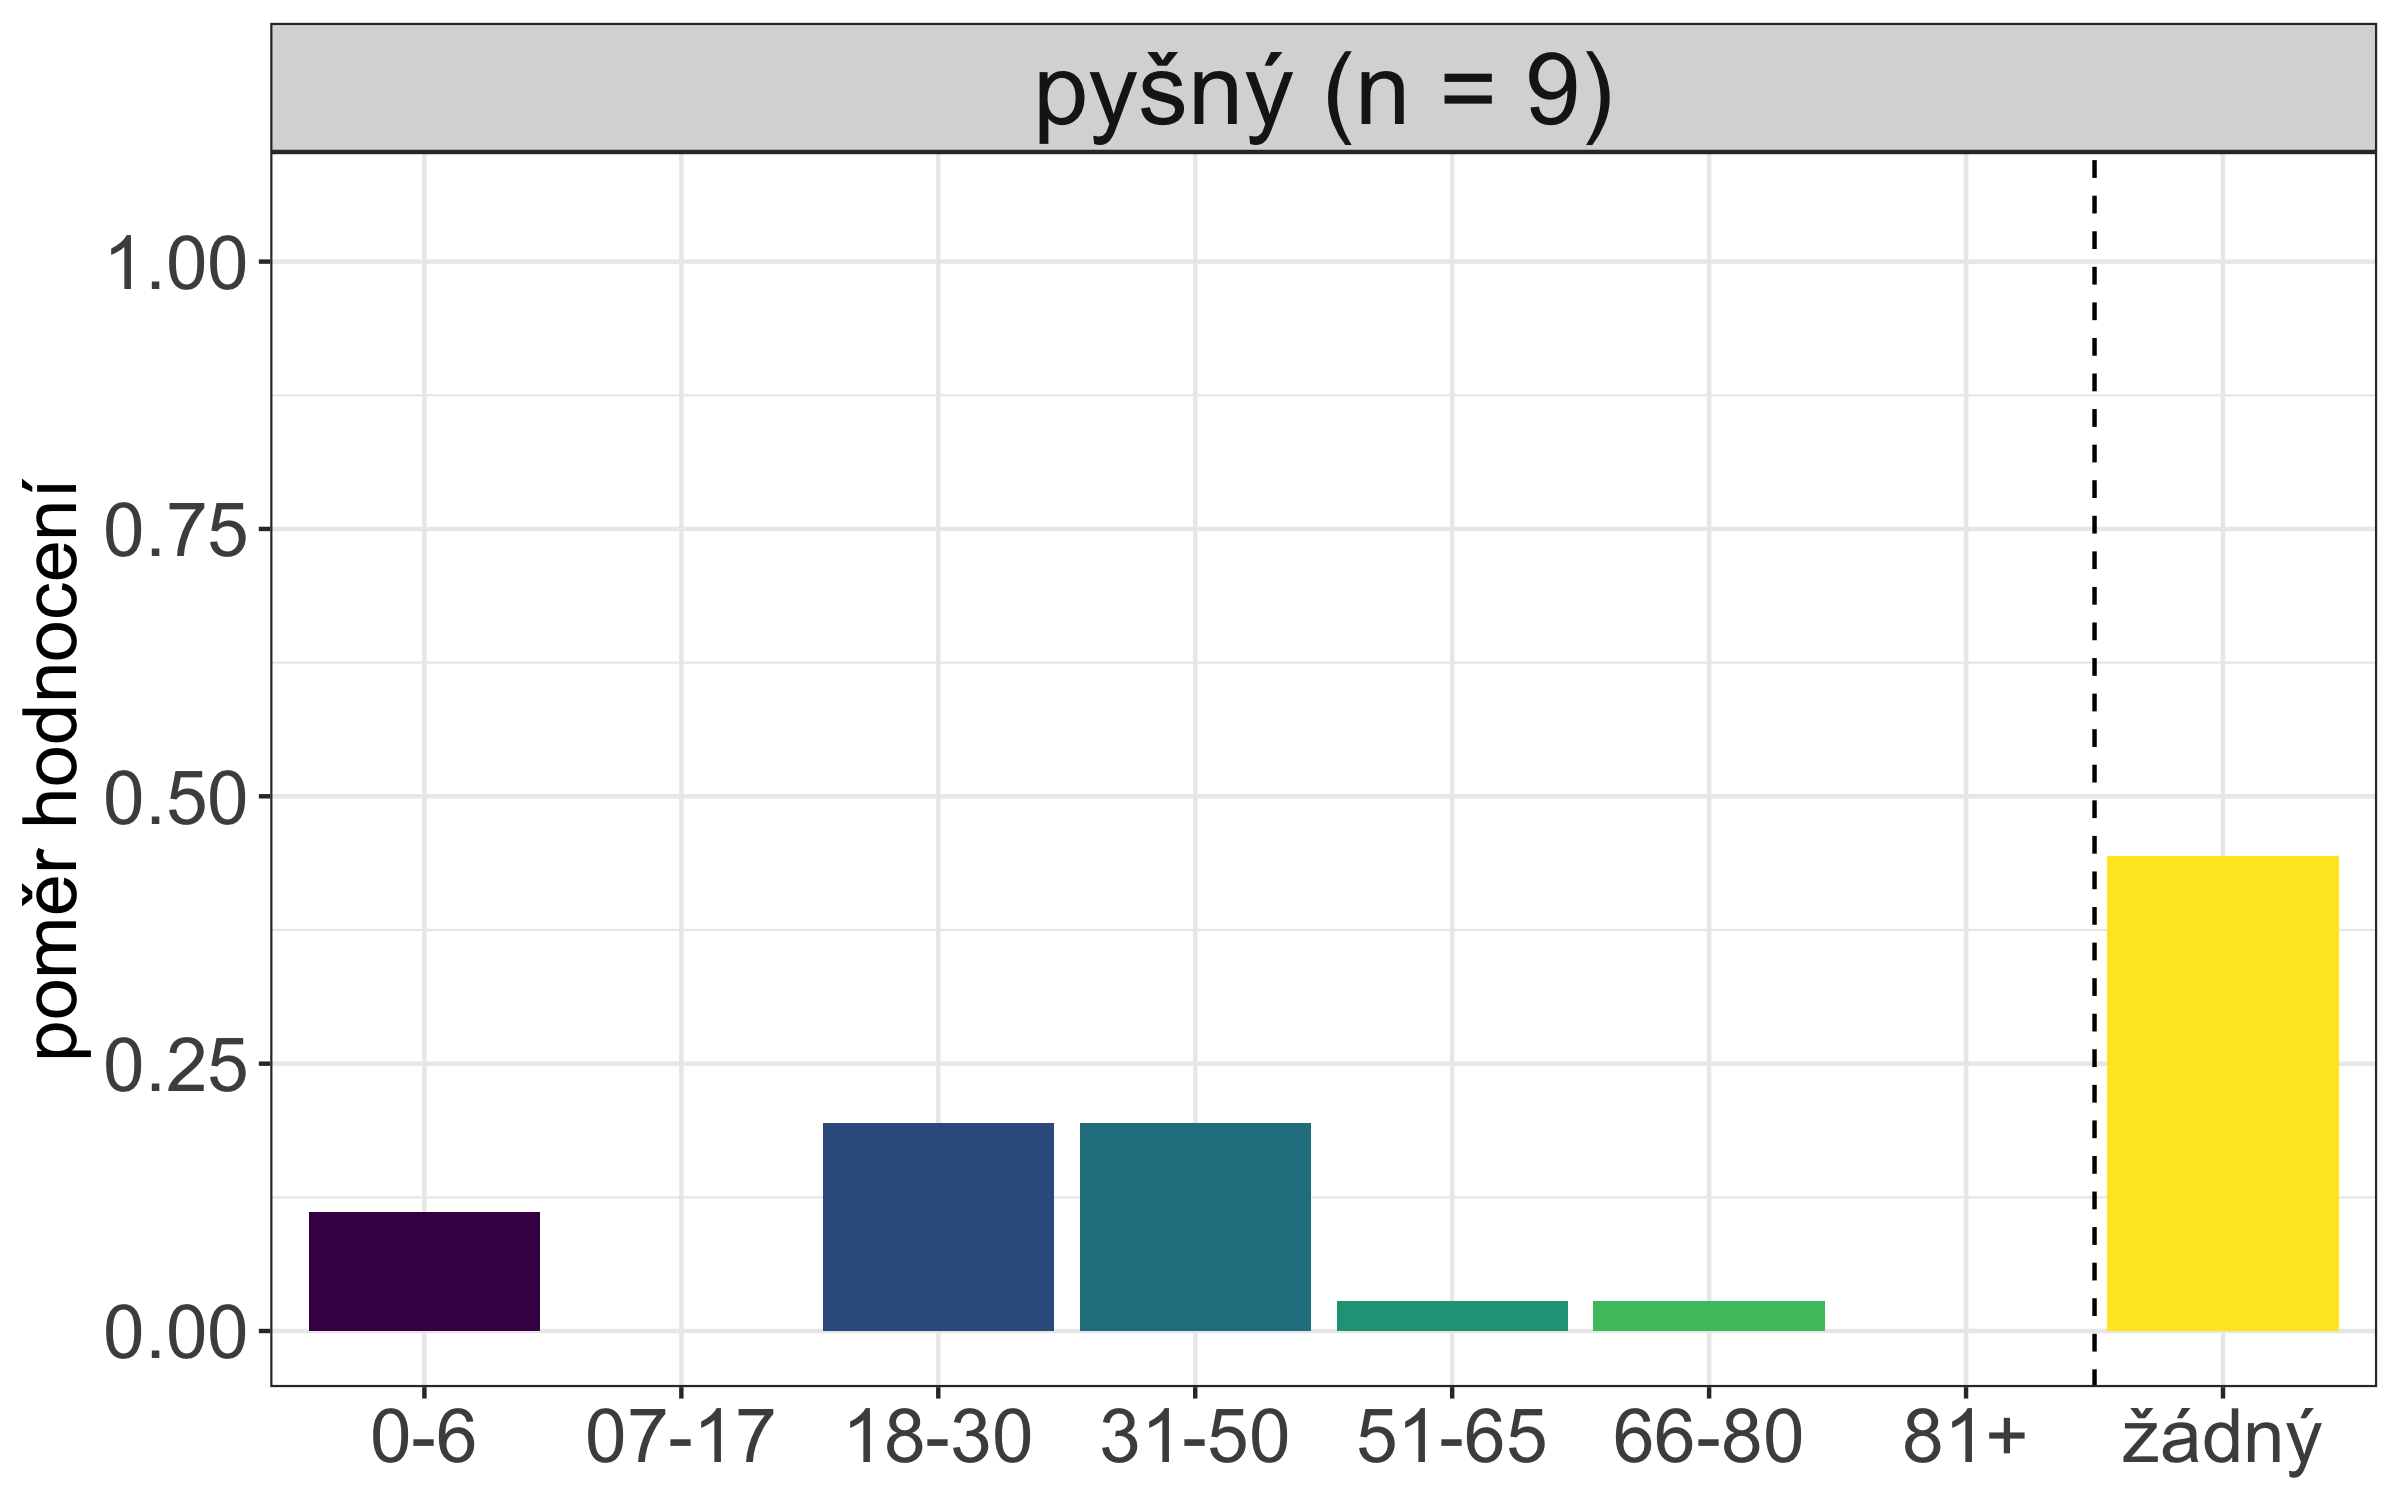 pyšný (n = 9)
poměr hodnocení
1.00
0.75
0.50
0.25
0.00
0-6 07-17 18-30 31-50 51-65 66-80 81+ žádný